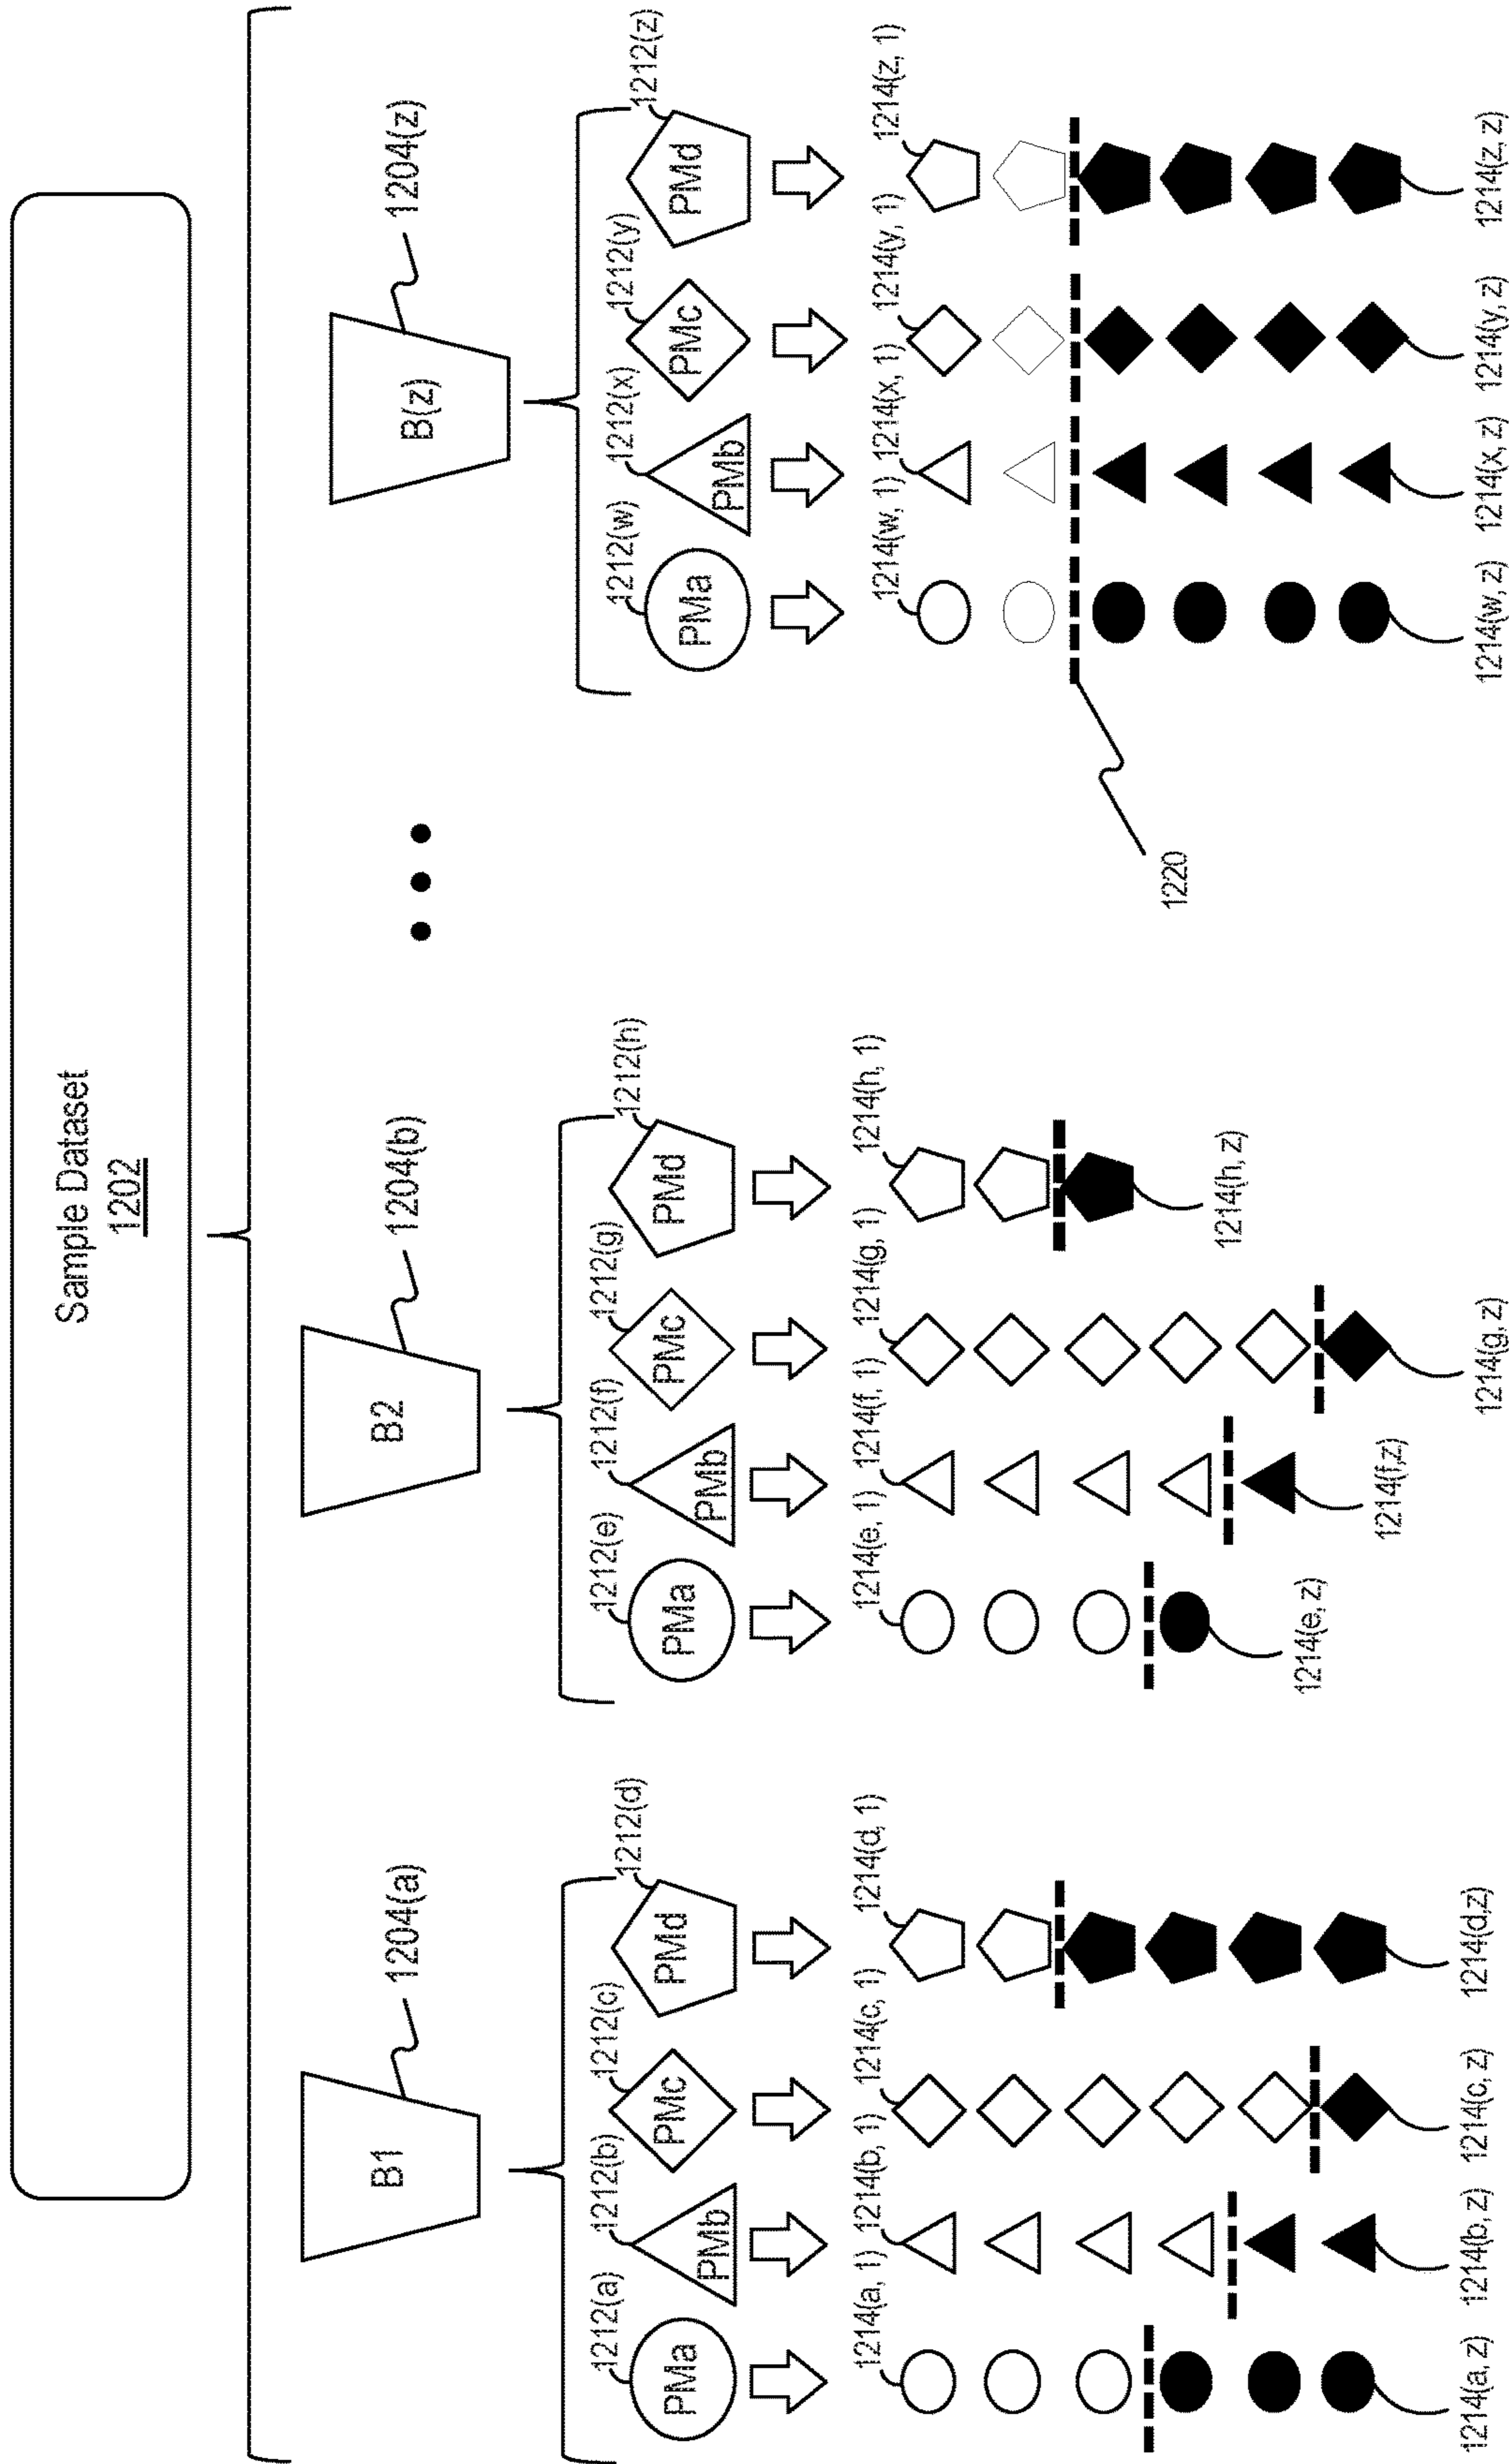 Sample Dataset
1202
B1
1204(a)
B2
1204(b)
B(z)
1204(z)
1212(a)
1212(b)
1212(c)
1212(d)
PMa
PMb
PMc
PMd
1212(e)
1212(f)
1212(g)
1212(h)
PMa
PMb
PMc
PMd
1212(w)
1212(x)
1212(y)
1212(z)
PMa
PMb
PMc
PMd
1214(a, 1)
1214(b, 1)
1214(c, 1)
1214(d, 1)
1214(e, 1)
1214(f, 1)
1214(g, 1)
1214(h, 1)
1214(w, 1)
1214(x, 1)
1214(y, 1)
1214(z, 1)
1220
1214(a, z)
1214(b, z)
1214(c, z)
1214(d,z)
1214(e, z)
1214(f,z)
1214(g, z)
1214(h, z)
1214(w, z)
1214(x, z)
1214(y, z)
1214(z, z)